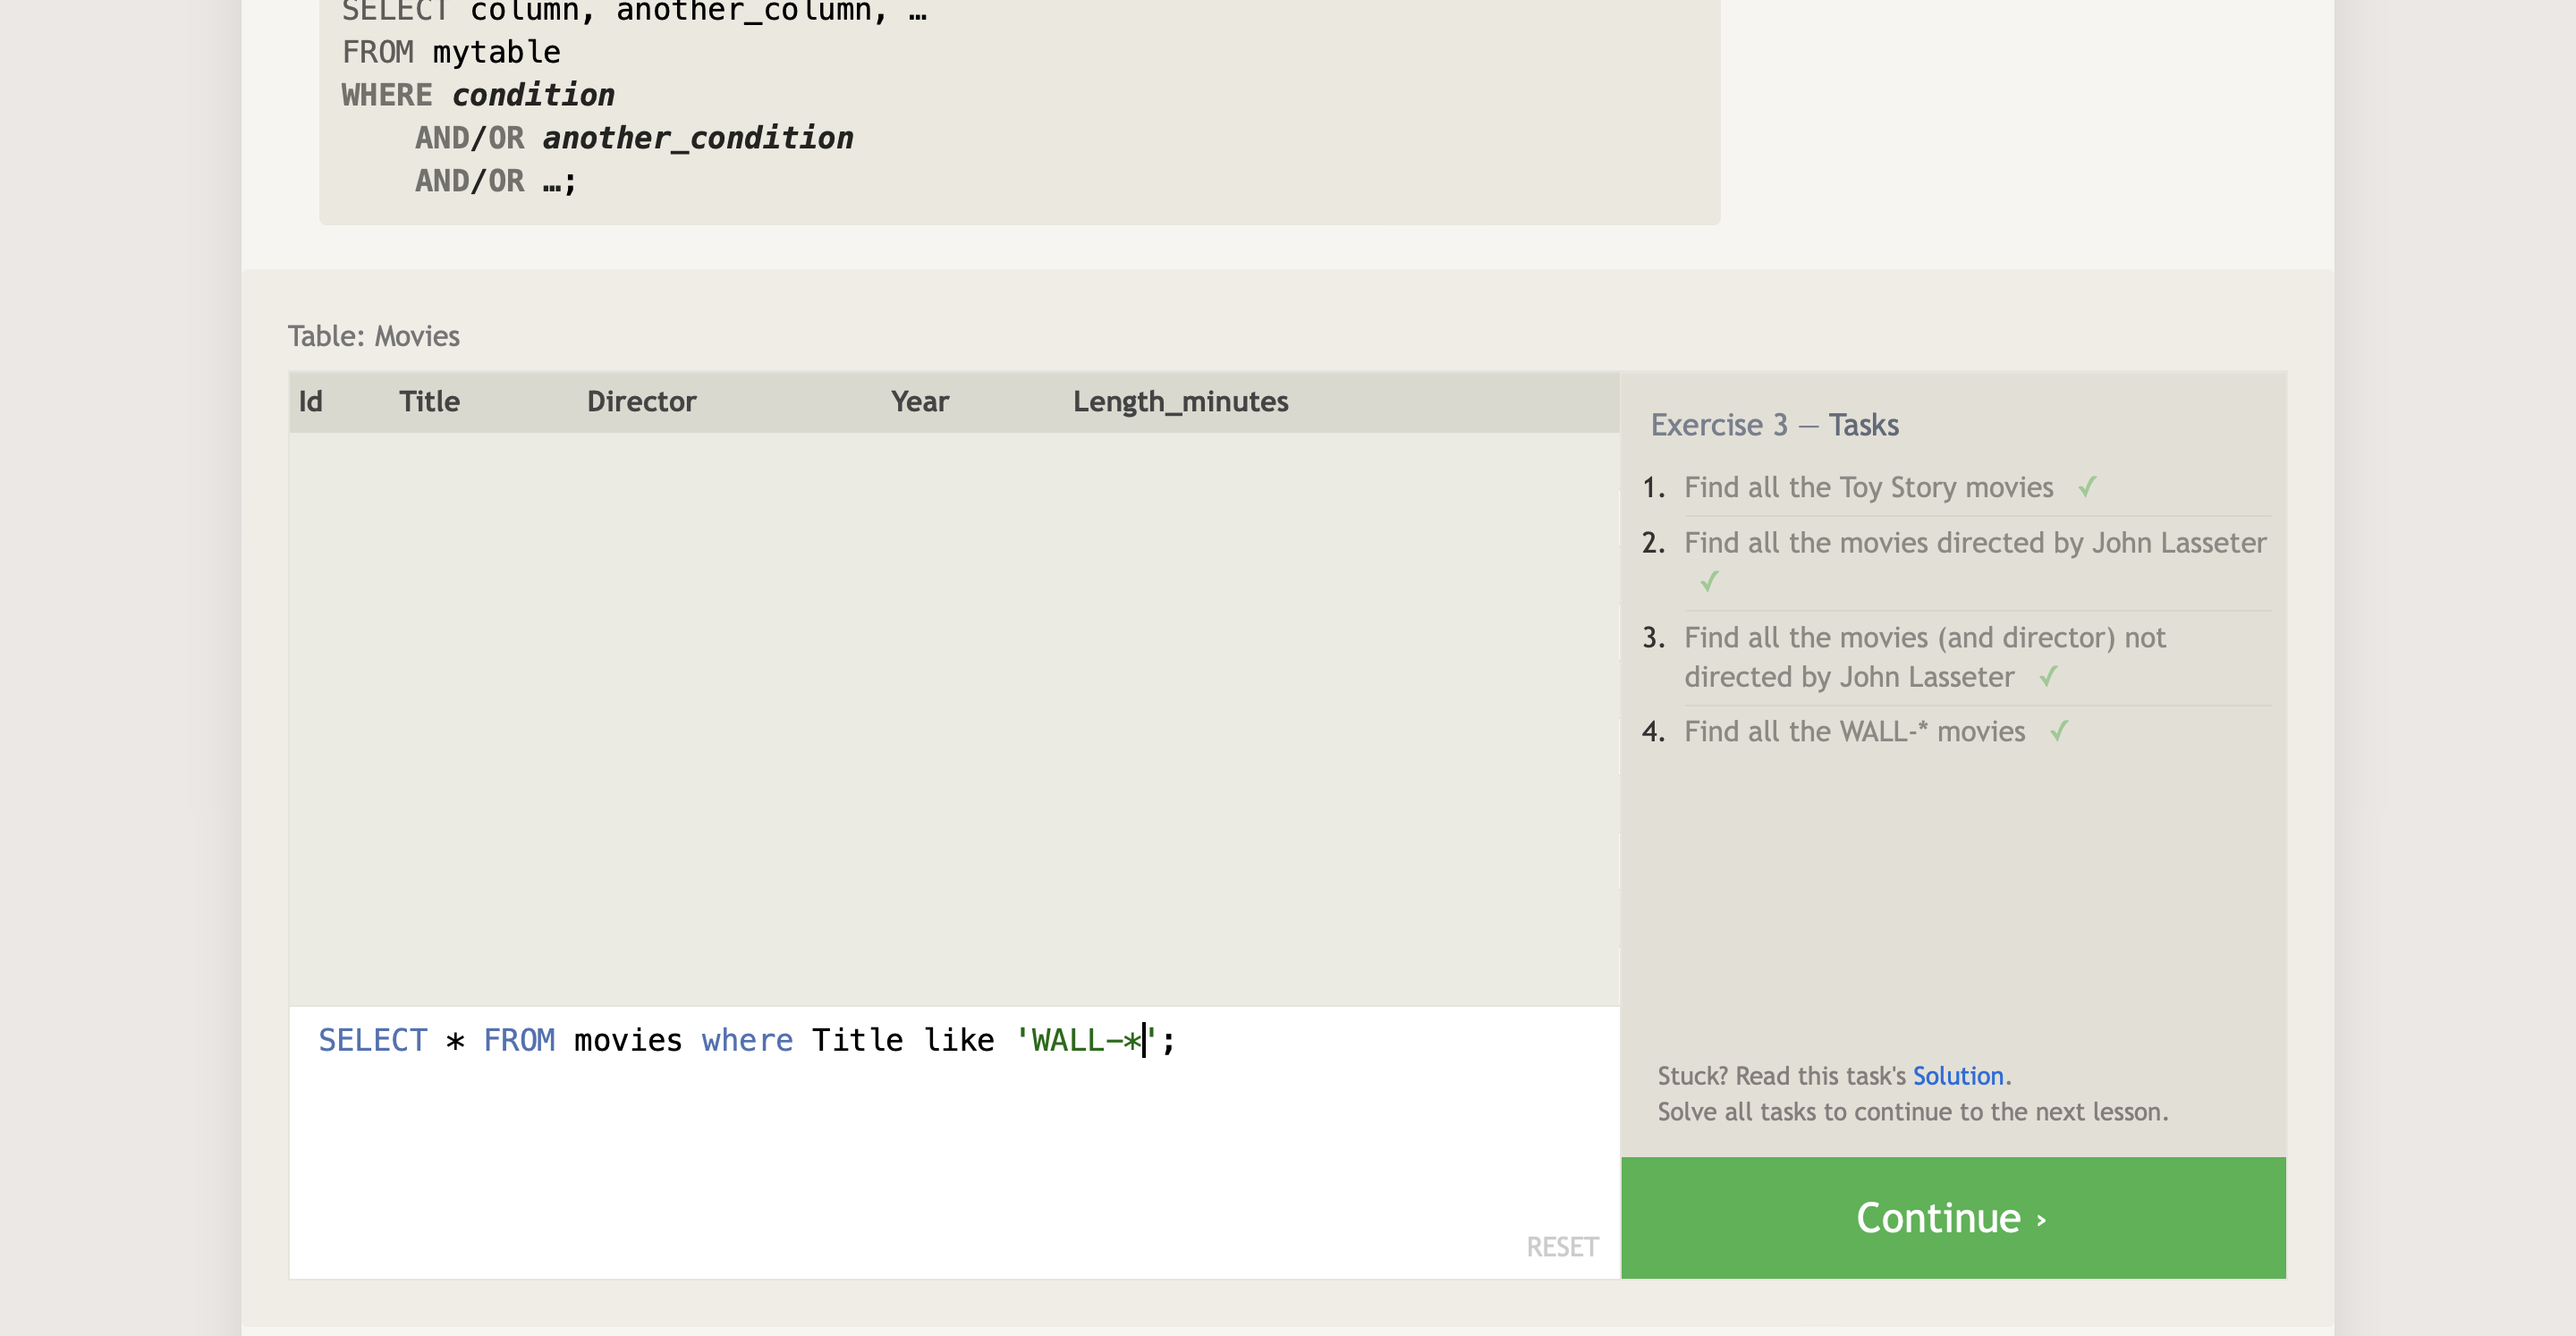 SELECT column, another_column, …
FROM mytable
WHERE condition
AND/OR another_condition
AND/OR …;
Table: Movies
Id Title Director Year Length_minutes
SELECT * FROM movies where Title like 'WALL-*';
RESET
Exercise 3 — Tasks
1. Find all the Toy Story movies ✓
2. Find all the movies directed by John Lasseter
✓
3. Find all the movies (and director) not
directed by John Lasseter ✓
4. Find all the WALL-* movies ✓
Stuck? Read this task's Solution.
Solve all tasks to continue to the next lesson.
Continue ›